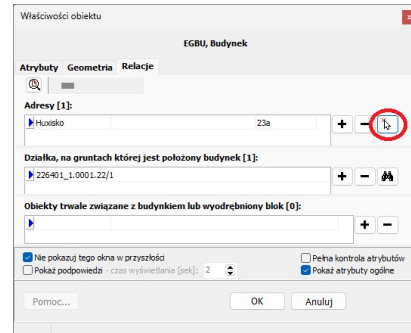 Właściwości obiektu
x
EGBU, Budynek
Atrybuty Geometria Relacje
Adresy [1]:
Huxisko 23a
+ −
Działka, na gruntach której jest położony budynek [1]:
226401_1.0001.22/1
+ −
Obiekty trwale związane z budynkiem lub wyodrębniony blok [0]:
+ −
Nie pokazuj tego okna w przyszłości Pełna kontrola atrybutów
Pokaż podpowiedzi - czas wyświetlania [sek]: 2 Pokaż atrybuty ogólne
Pomoc... OK Anuluj